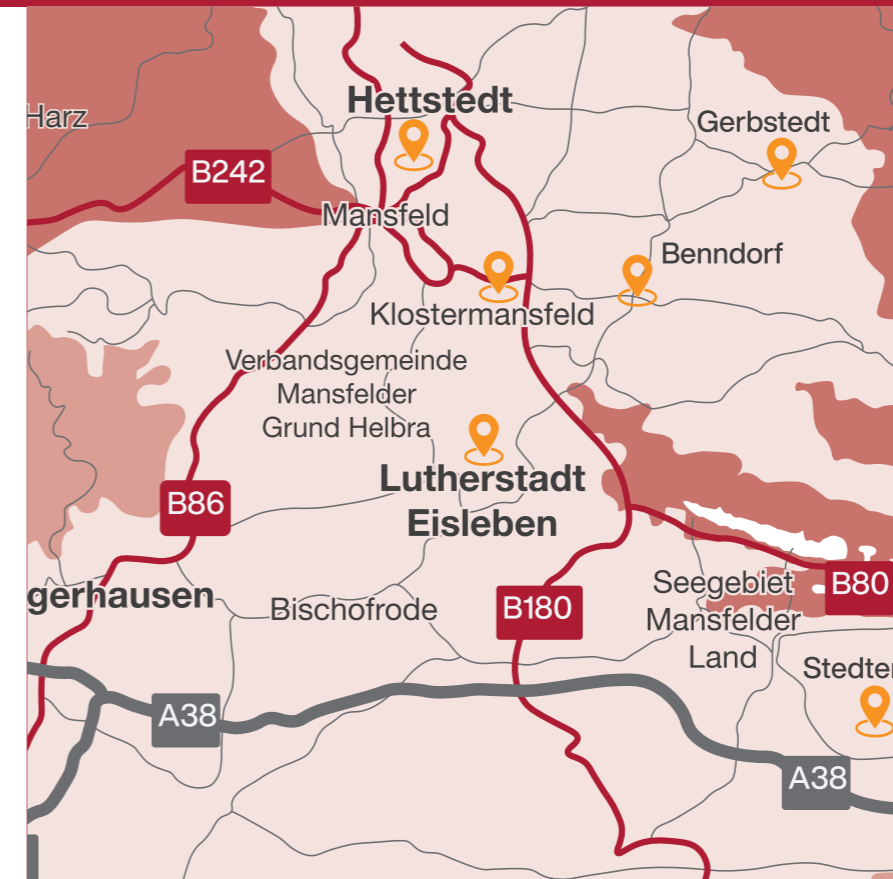 Hettstedt
Harz
Gerbstedt
B242
Mansfeld
Benndorf
Klostermansfeld
Verbandsgemeinde
Mansfelder
Grund Helbra
Lutherstadt
Eisleben
B86
gerhausen
Bischofrode
B180
Seegebiet
Mansfelder
Land
B80
Stedten
A38
A38